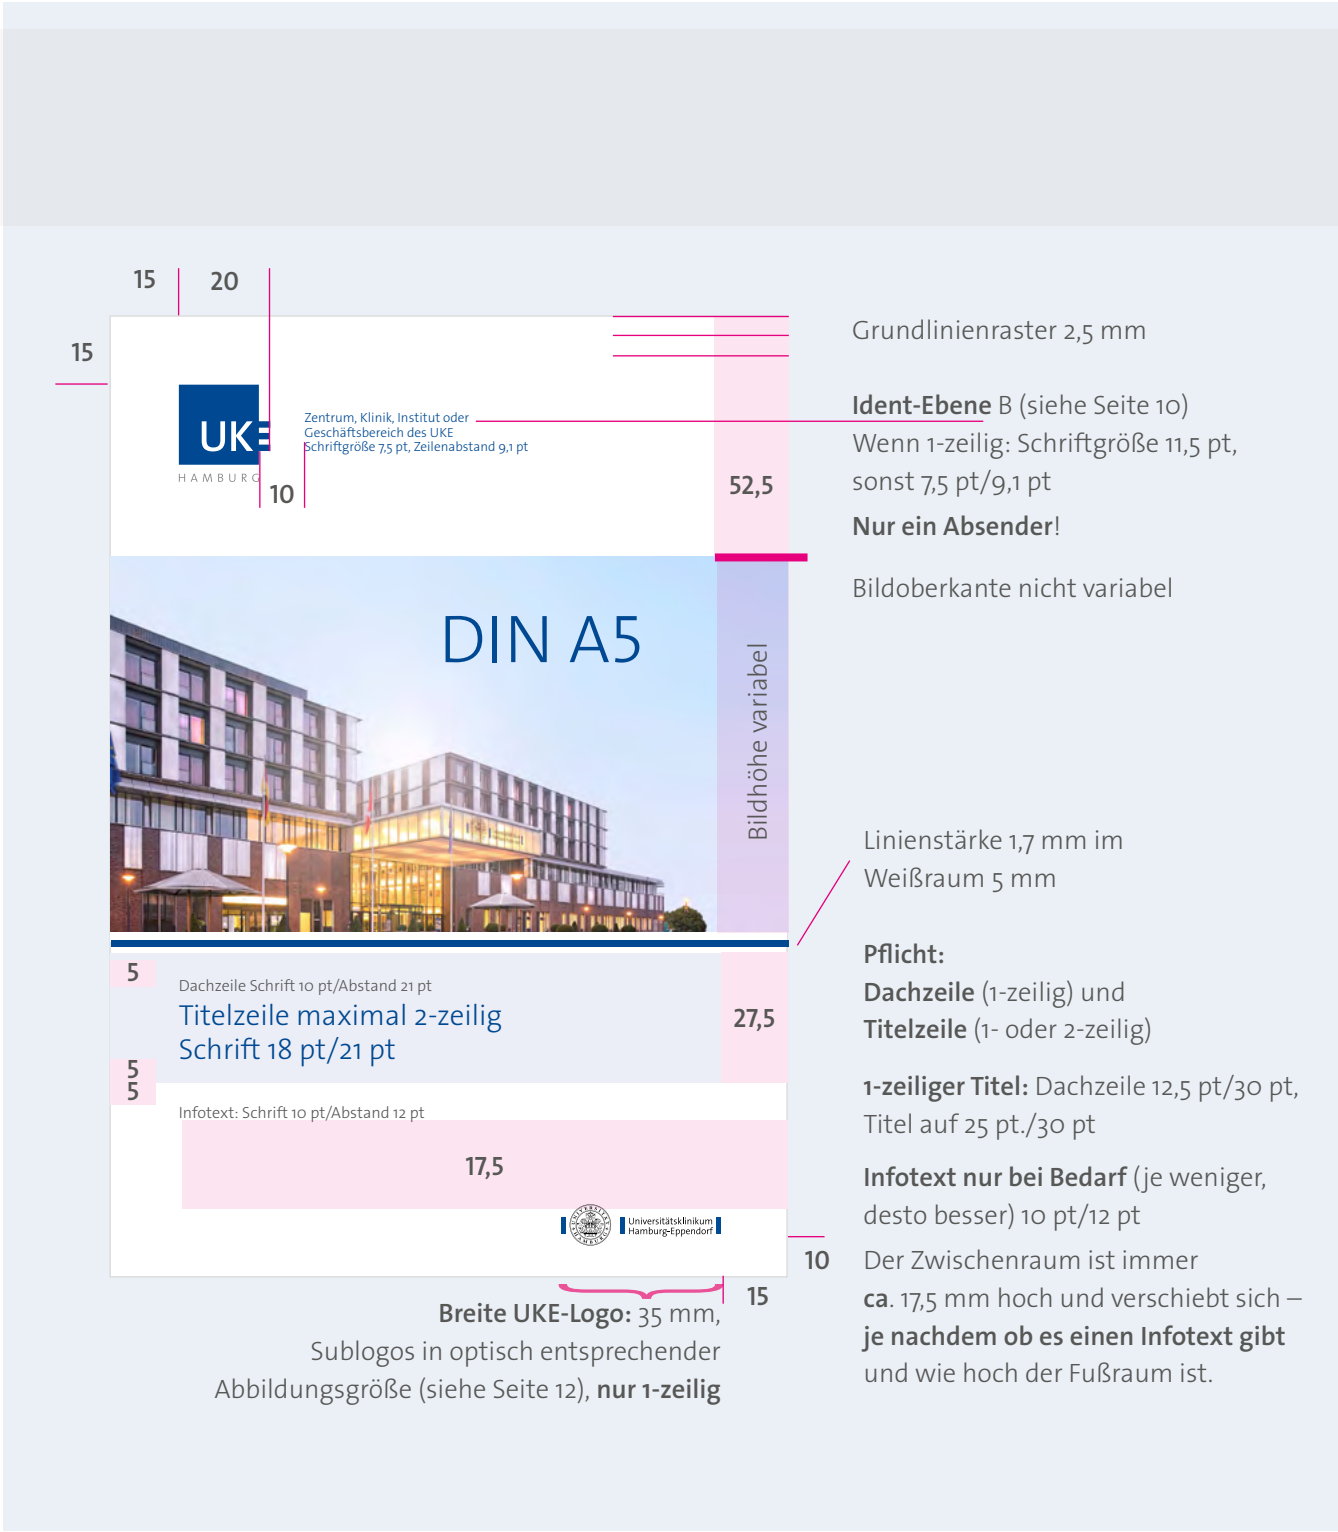 15
20
15
UKE
HAMBURG
10
Zentrum, Klinik, Institut oder
Geschäftsbereich des UKE
Schriftgröße 7,5 pt, Zeilenabstand 9,1 pt
52,5
Grundlinienraster 2,5 mm
Ident-Ebene B (siehe Seite 10)
Wenn 1-zeilig: Schriftgröße 11,5 pt,
sonst 7,5 pt/9,1 pt
Nur ein Absender!
Bildoberkante nicht variabel
DIN A5
Bildhöhe variabel
Linienstärke 1,7 mm im
Weißraum 5 mm
5
Dachzeile Schrift 10 pt/Abstand 21 pt
Titelzeile maximal 2-zeilig
Schrift 18 pt/21 pt
27,5
5
5
Infotext: Schrift 10 pt/Abstand 12 pt
17,5
Universitätsklinikum
Hamburg-Eppendorf
Pflicht:
Dachzeile (1-zeilig) und
Titelzeile (1- oder 2-zeilig)
1-zeiliger Titel: Dachzeile 12,5 pt/30 pt,
Titel auf 25 pt./30 pt
Infotext nur bei Bedarf (je weniger,
desto besser) 10 pt/12 pt
10
Der Zwischenraum ist immer
ca. 17,5 mm hoch und verschiebt sich –
je nachdem ob es einen Infotext gibt
und wie hoch der Fußraum ist.
15
Breite UKE-Logo: 35 mm,
Sublogos in optisch entsprechender
Abbildungsgröße (siehe Seite 12), nur 1-zeilig